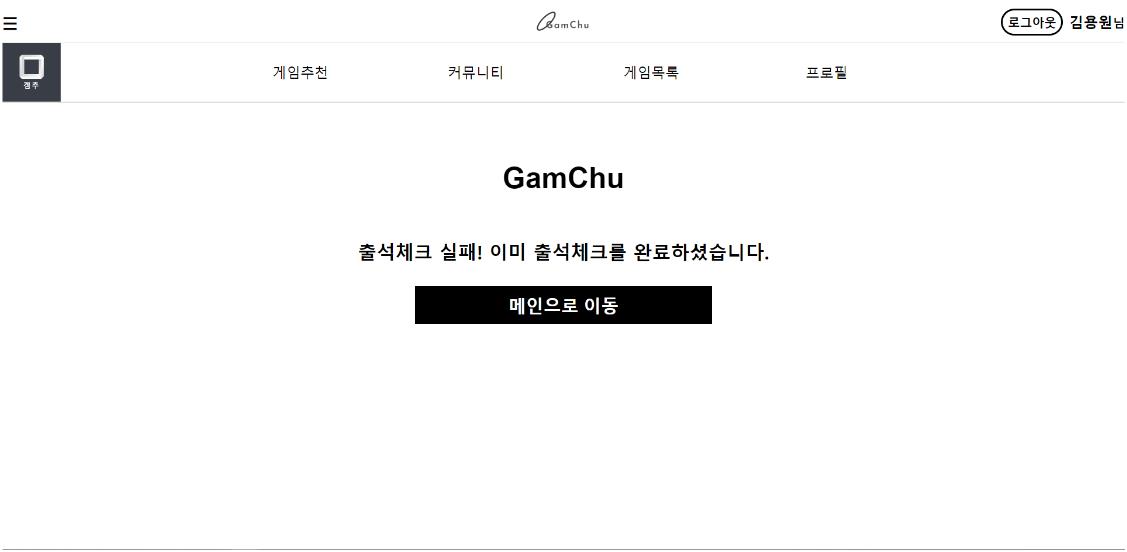 ☰
GamChu
로그아웃 김용원님
겜추
게임추천 커뮤니티 게임목록 프로필
GamChu
출석체크 실패! 이미 출석체크를 완료하셨습니다.
메인으로 이동